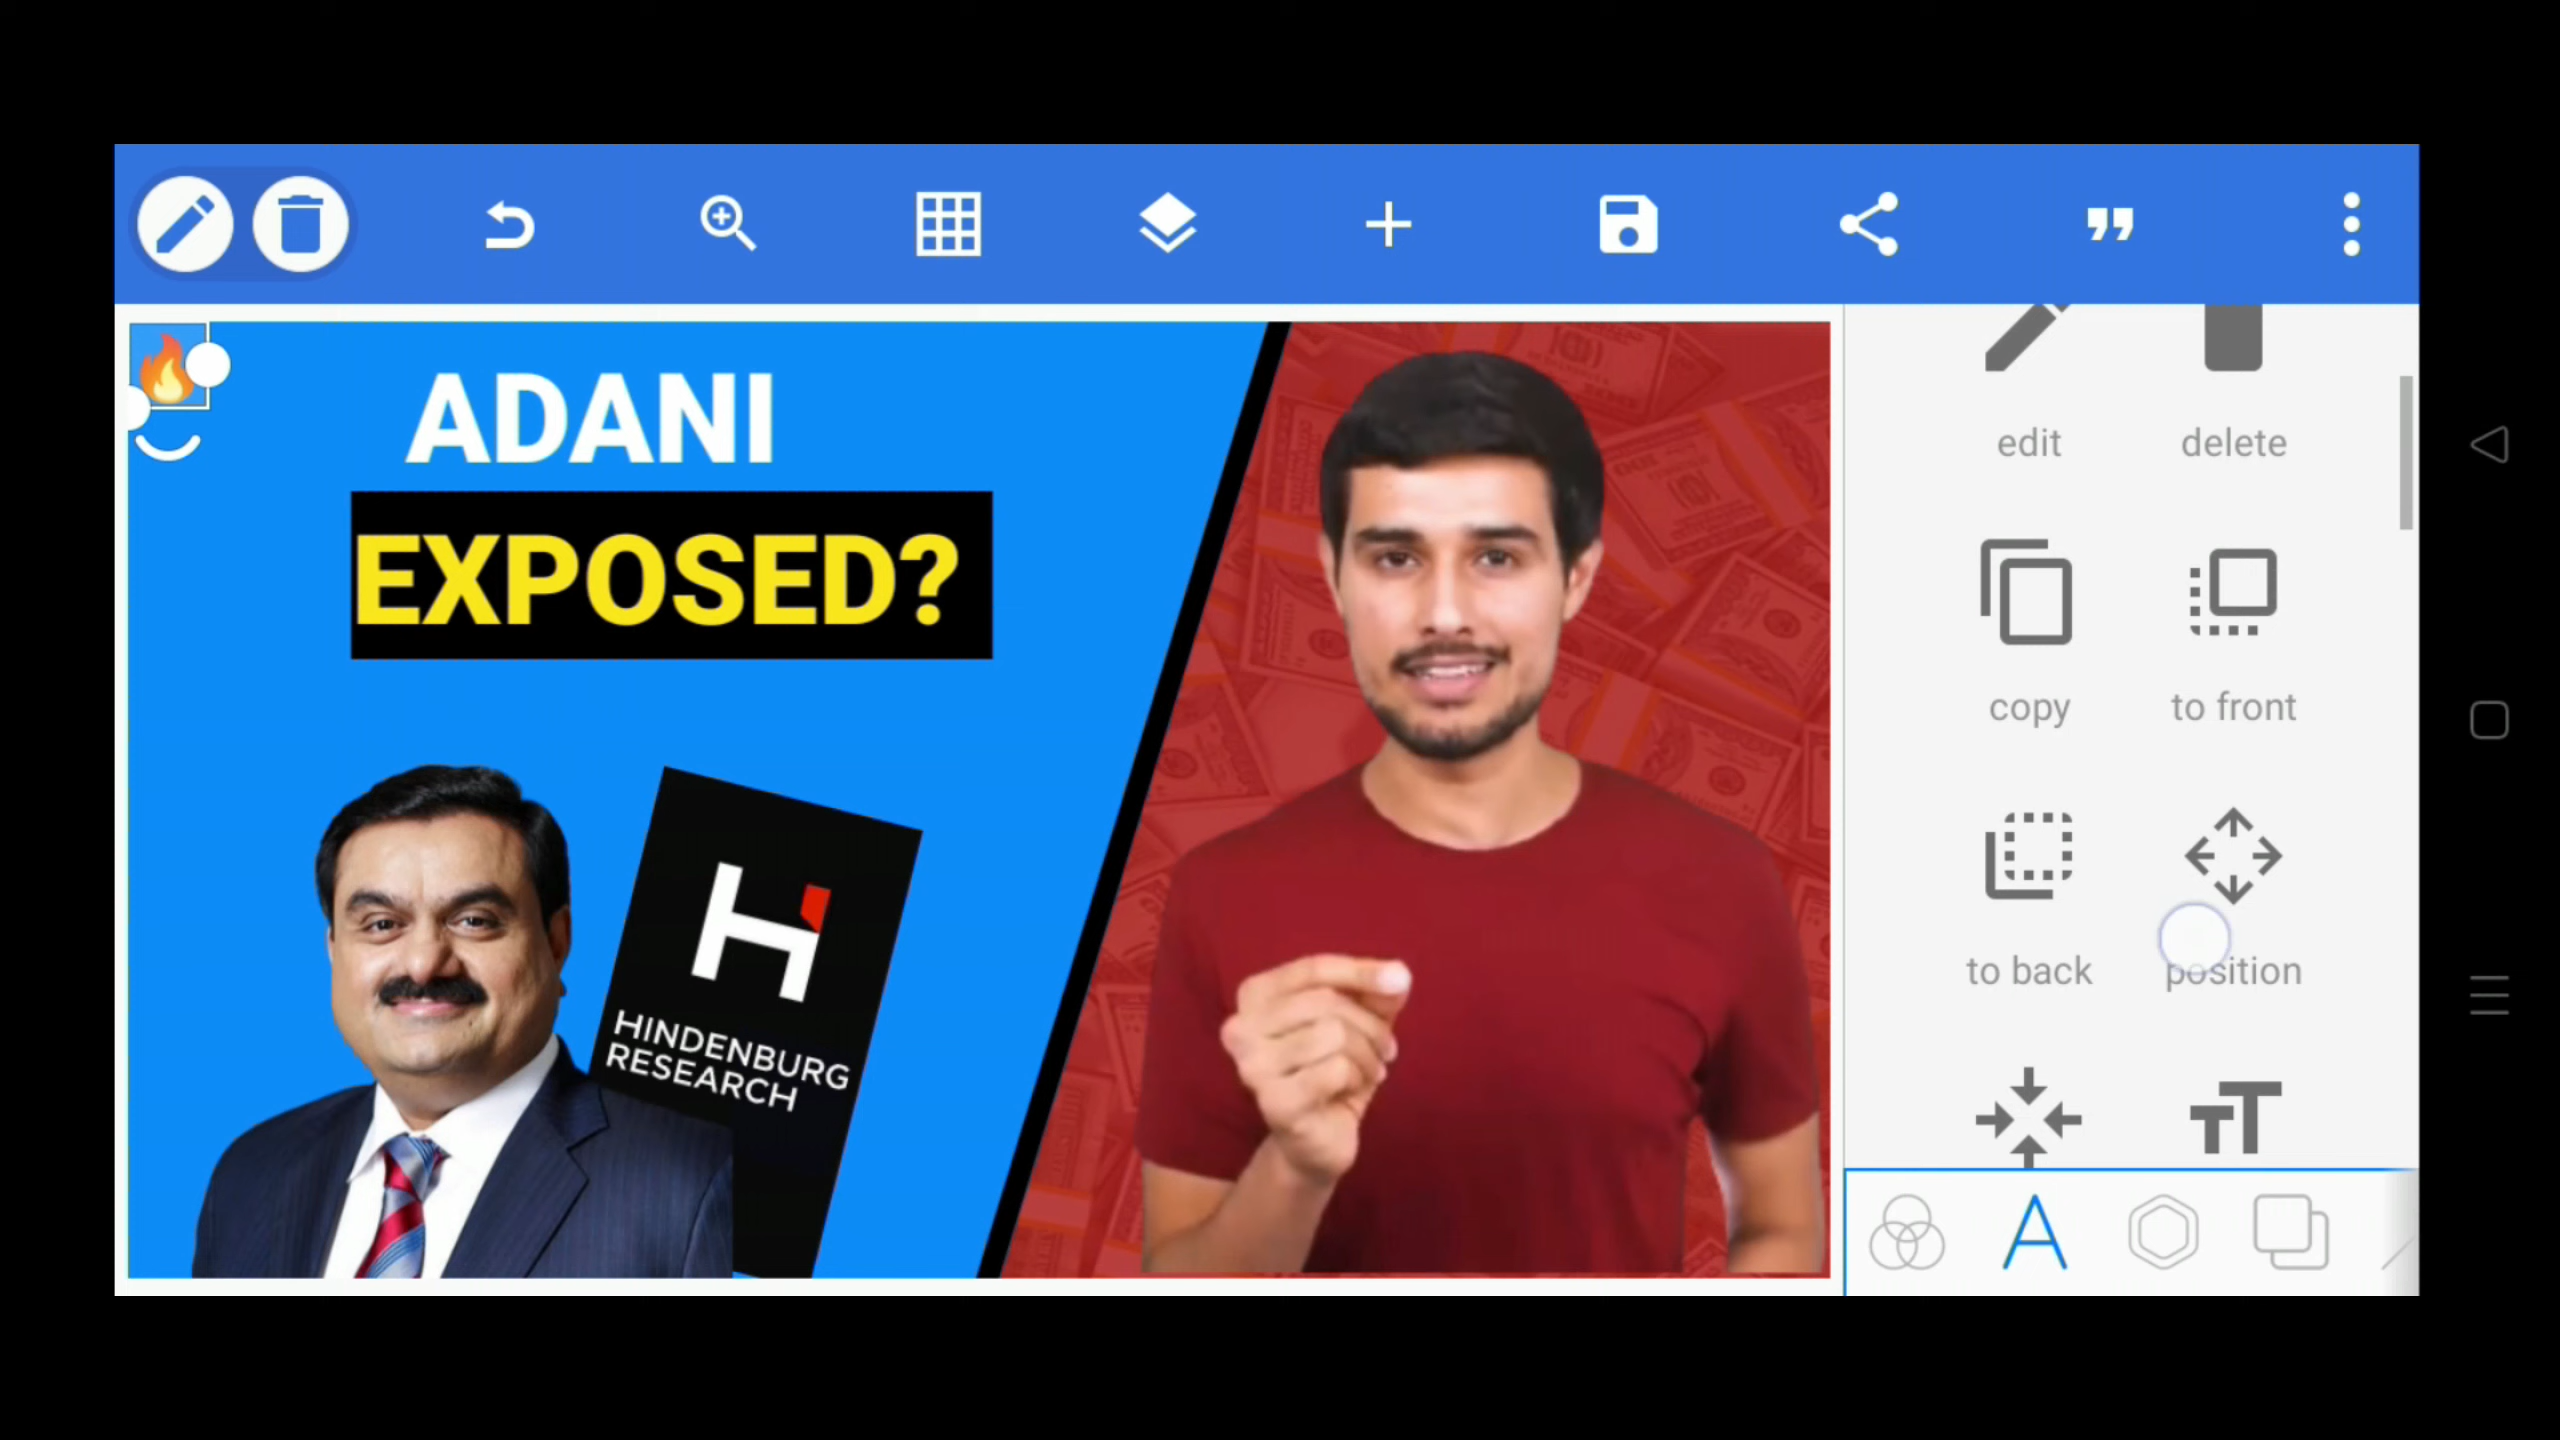 ADANI
EXPOSED?
HINDENBURG
RESEARCH
edit
delete
copy
to front
to back
position